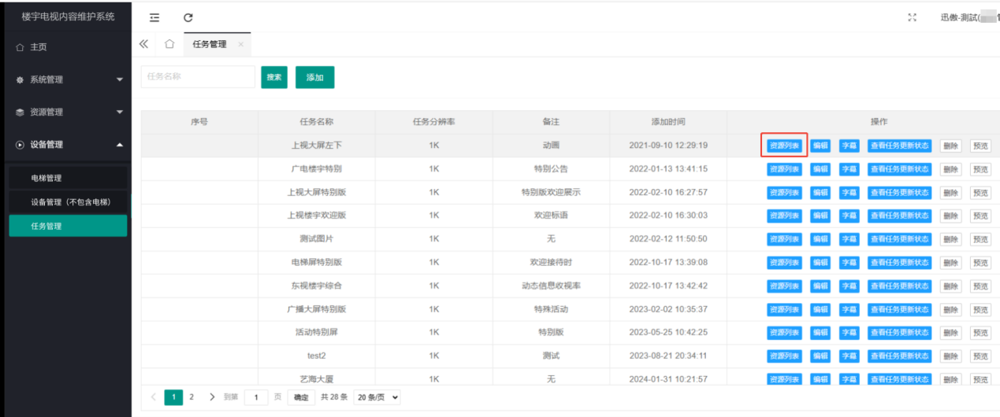 楼宇电视内容维护系统
迅傲-测試(
主页
任务管理 ×
系统管理
任务名称 搜索 添加
资源管理
序号 任务名称 任务分辨率 备注 添加时间 操作
设备管理
上视大屏左下 1K 动画 2021-09-10 12:29:19 资源列表 编辑 字幕 查看任务更新状态 删除 预览
电梯管理
广电楼宇特别 1K 特别公告 2022-01-13 13:41:15 资源列表 编辑 字幕 查看任务更新状态 删除 预览
设备管理（不包含电梯）
上视大屏特别版 1K 特别版欢迎展示 2022-02-10 16:27:57 资源列表 编辑 字幕 查看任务更新状态 删除 预览
上视楼宇欢迎版 1K 欢迎标语 2022-02-10 16:30:03 资源列表 编辑 字幕 查看任务更新状态 删除 预览
任务管理
测试图片 1K 无 2022-02-12 11:50:50 资源列表 编辑 字幕 查看任务更新状态 删除 预览
电梯屏特别版 1K 欢迎接待时 2022-10-17 13:39:08 资源列表 编辑 字幕 查看任务更新状态 删除 预览
东视楼宇综合 1K 动态信息收视率 2022-10-17 13:42:42 资源列表 编辑 字幕 查看任务更新状态 删除 预览
广播大屏特别版 1K 特殊活动 2023-02-02 10:35:37 资源列表 编辑 字幕 查看任务更新状态 删除 预览
活动特别屏 1K 特别版 2023-05-25 10:42:25 资源列表 编辑 字幕 查看任务更新状态 删除 预览
test2 1K 测试 2023-08-21 20:34:11 资源列表 编辑 字幕 查看任务更新状态 删除 预览
艺海大厦 1K 无 2024-01-31 10:21:57 资源列表 编辑 字幕 查看任务更新状态 删除 预览
1 2 到第 1 页 确定 共 28 条 20 条/页